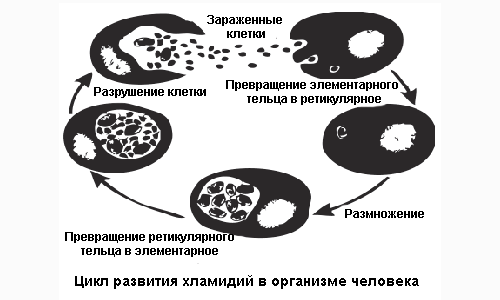 Зараженные
клетки
Разрушение клетки
Превращение элементарного
тельца в ретикулярное
Размножение
Превращение ретикулярного
тельца в элементарное
Цикл развития хламидий в организме человека